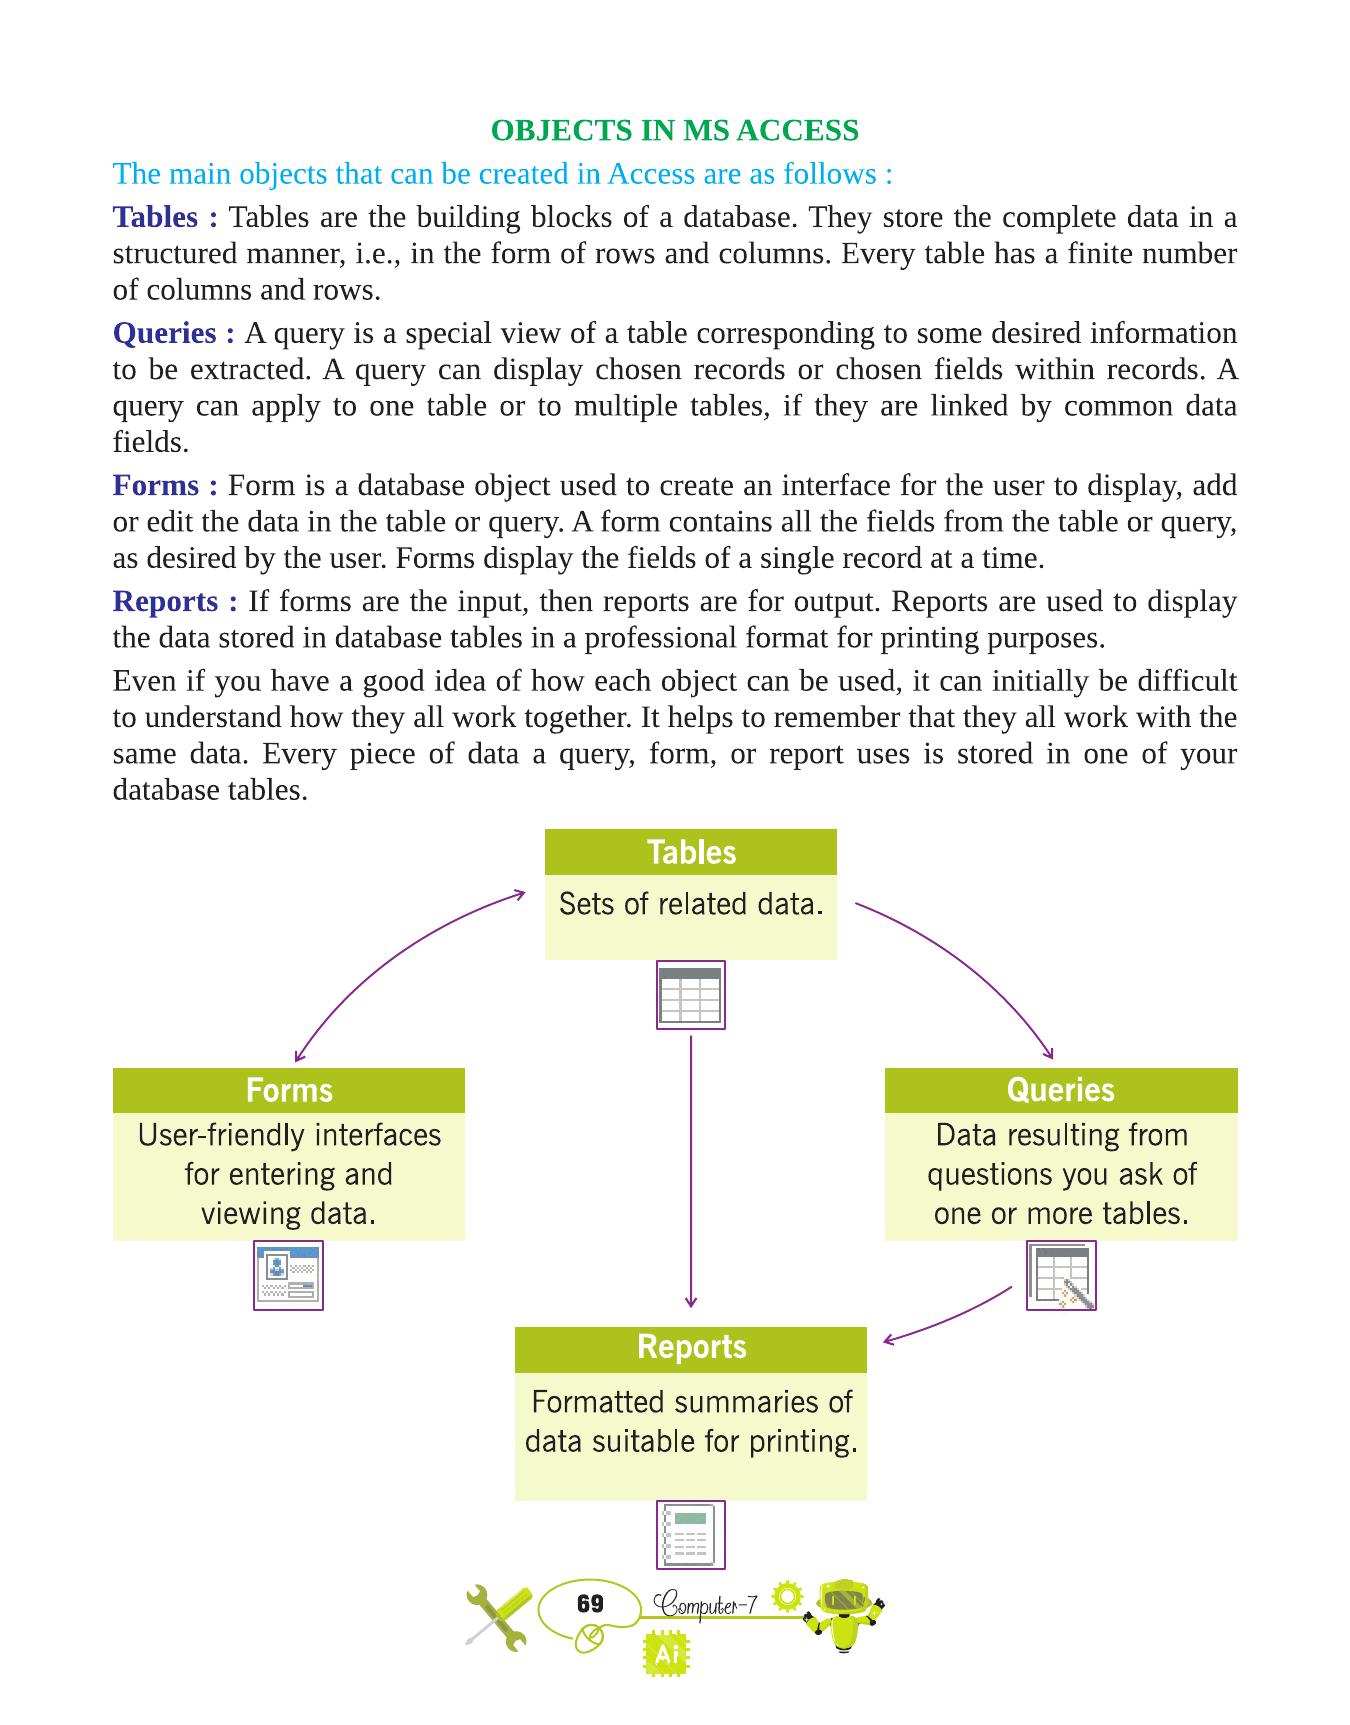 OBJECTS IN MS ACCESS
The main objects that can be created in Access are as follows :
Tables : Tables are the building blocks of a database. They store the complete data in a
structured manner, i.e., in the form of rows and columns. Every table has a finite number
of columns and rows.
Queries : A query is a special view of a table corresponding to some desired information
to be extracted. A query can display chosen records or chosen fields within records. A
query can apply to one table or to multiple tables, if they are linked by common data
fields.
Forms : Form is a database object used to create an interface for the user to display, add
or edit the data in the table or query. A form contains all the fields from the table or query,
as desired by the user. Forms display the fields of a single record at a time.
Reports : If forms are the input, then reports are for output. Reports are used to display
the data stored in database tables in a professional format for printing purposes.
Even if you have a good idea of how each object can be used, it can initially be difficult
to understand how they all work together. It helps to remember that they all work with the
same data. Every piece of data a query, form, or report uses is stored in one of your
database tables.
Tables
Sets of related data.
Forms
User-friendly interfaces
for entering and
viewing data.
Queries
Data resulting from
questions you ask of
one or more tables.
Reports
Formatted summaries of
data suitable for printing.
69
Computer-7
Ai